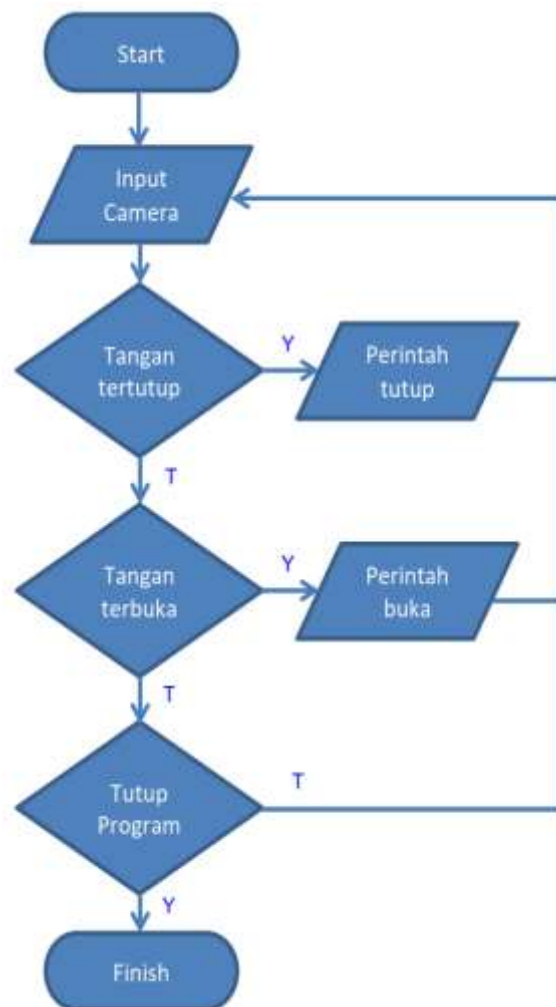 Start
Input
Camera
Tangan
tertutup
Y
Perintah
tutup
T
Tangan
terbuka
Y
Perintah
buka
T
Tutup
Program
T
Y
Finish